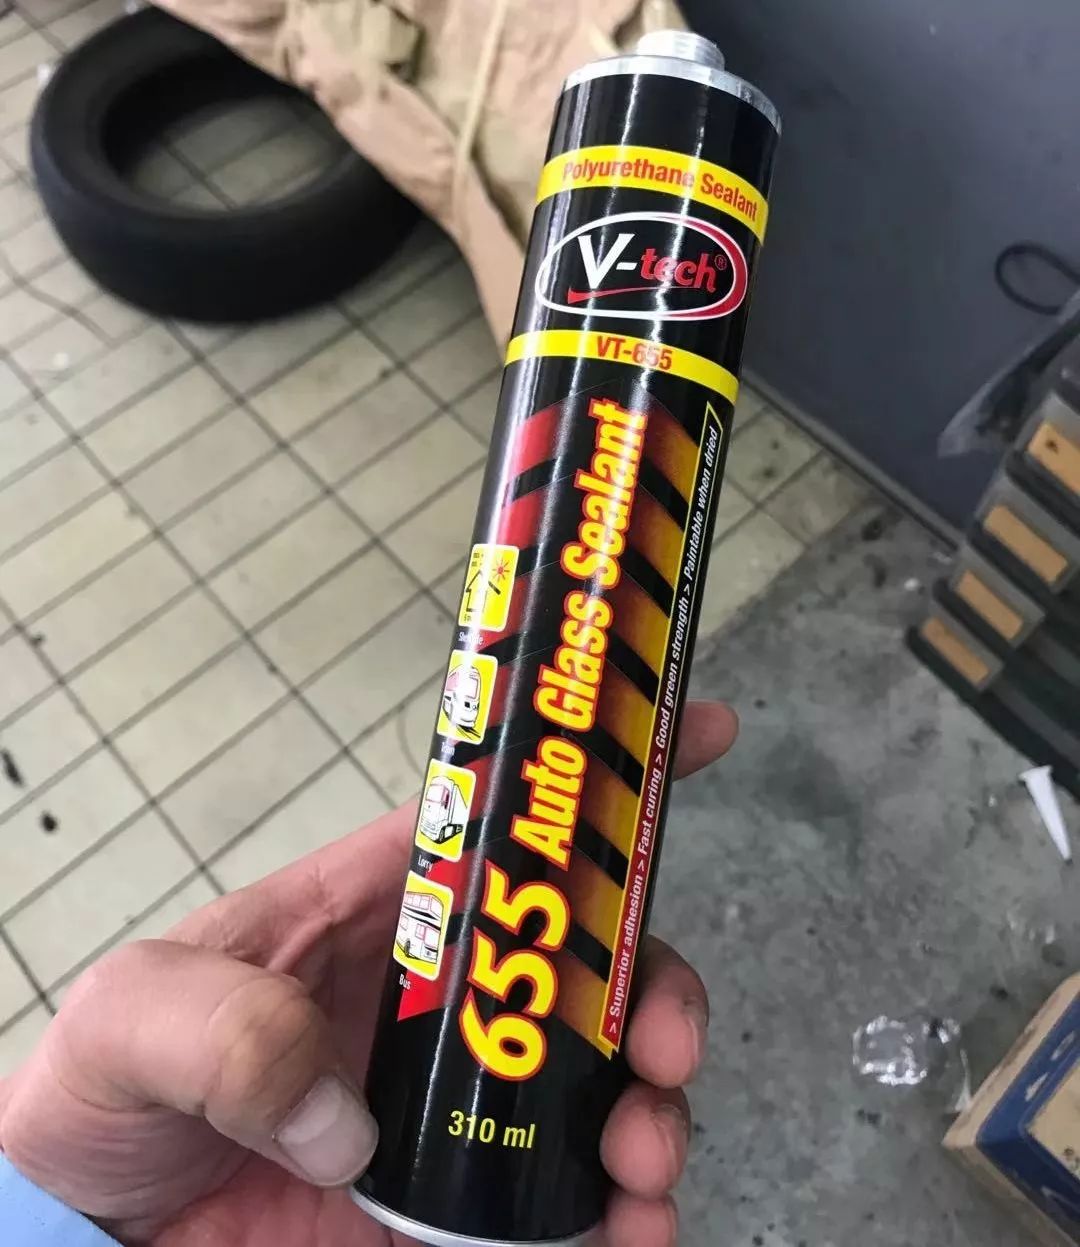 Polyurethane Sealant
V-tech®
VT-655
655 Auto Glass Sealant
> Superior adhesion > Fast curing > Good green strength > Paintable when dried
Train
Lorry
Bus
310 ml